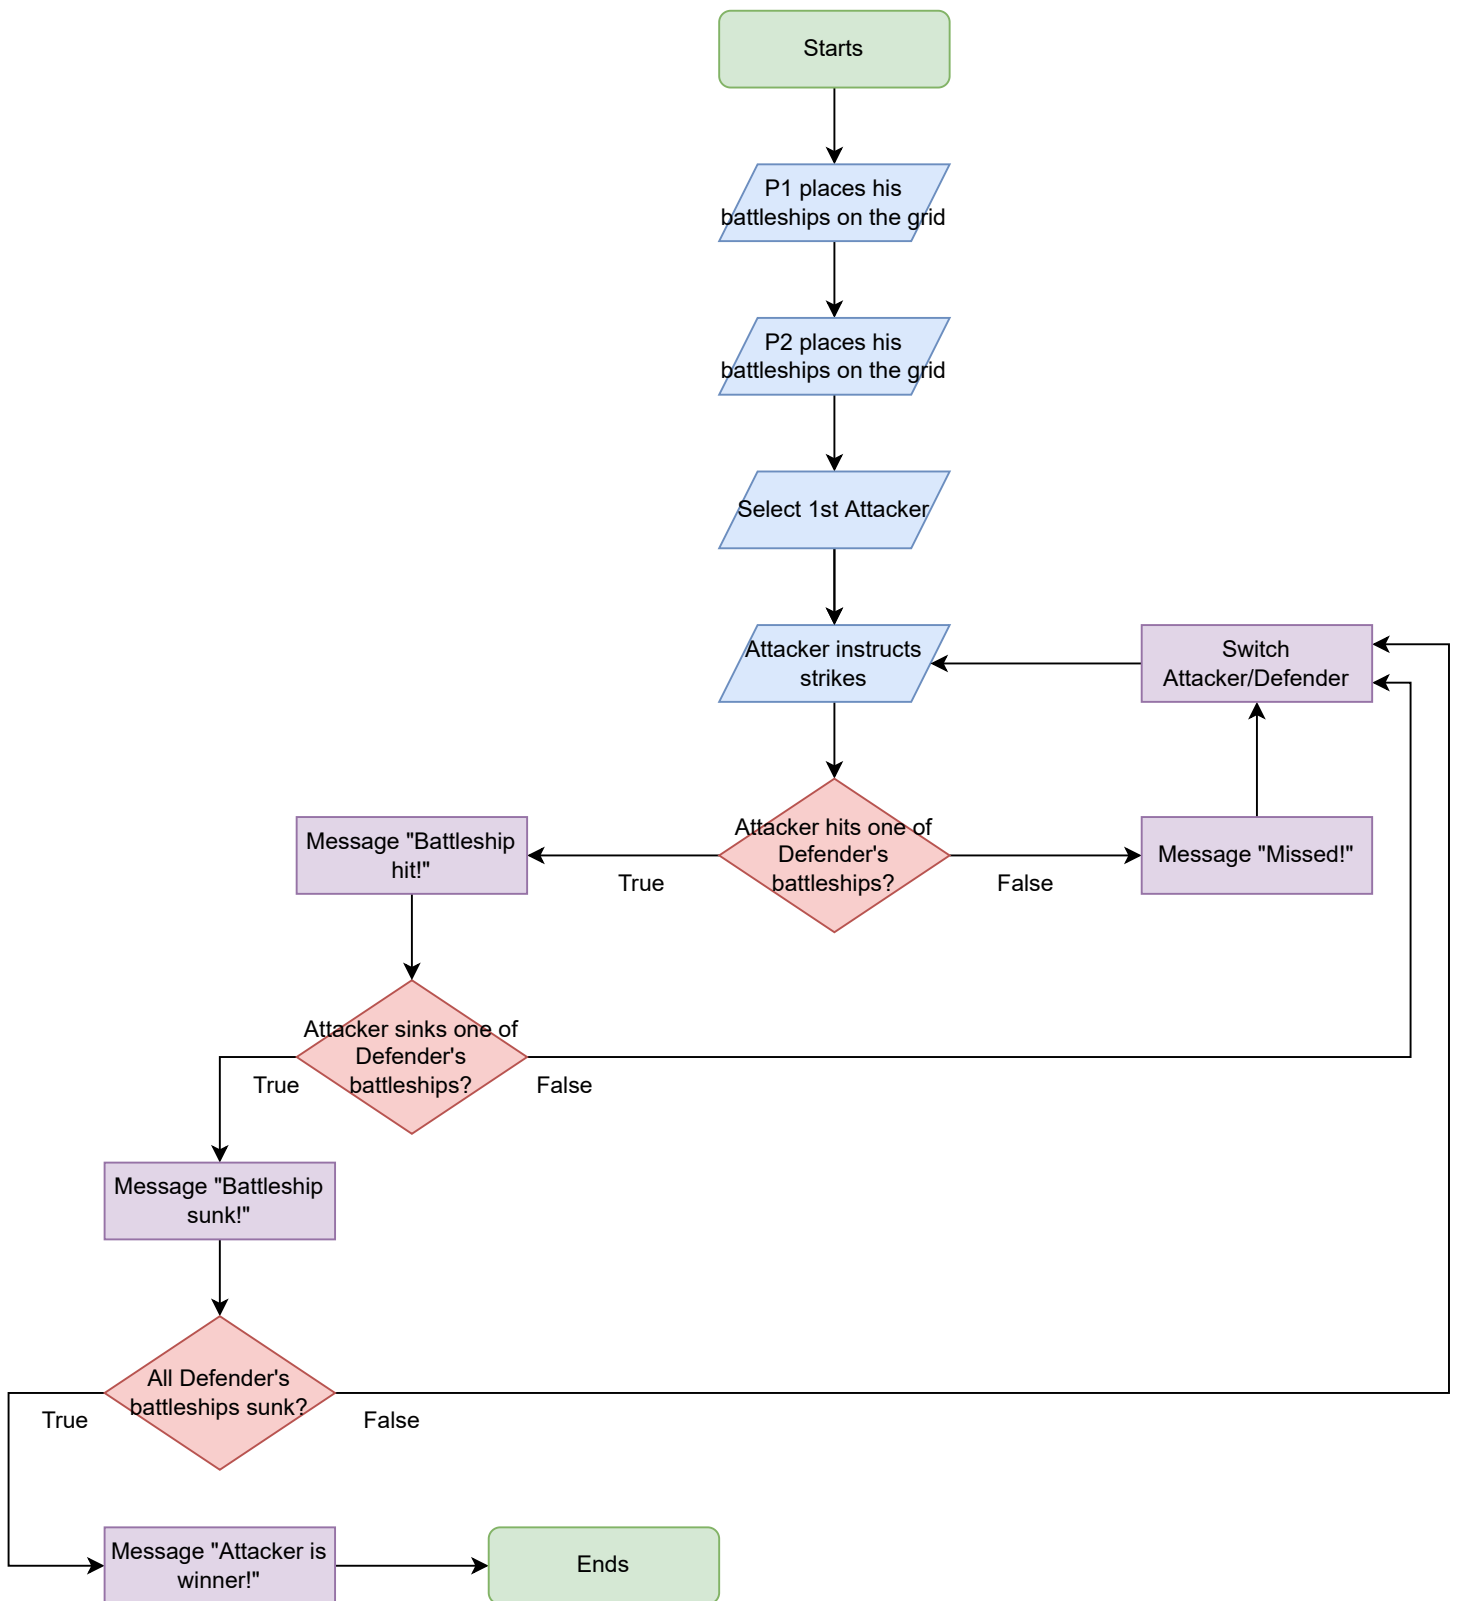 Starts
P1 places his
battleships on the grid
P2 places his
battleships on the grid
Select 1st Attacker
Attacker instructs
strikes
Switch
Attacker/Defender
Attacker hits one of
Defender's
battleships?
True
False
Message "Battleship
hit!"
Message "Missed!"
Attacker sinks one of
Defender's
battleships?
True
False
Message "Battleship
sunk!"
All Defender's
battleships sunk?
True
False
Message "Attacker is
winner!"
Ends